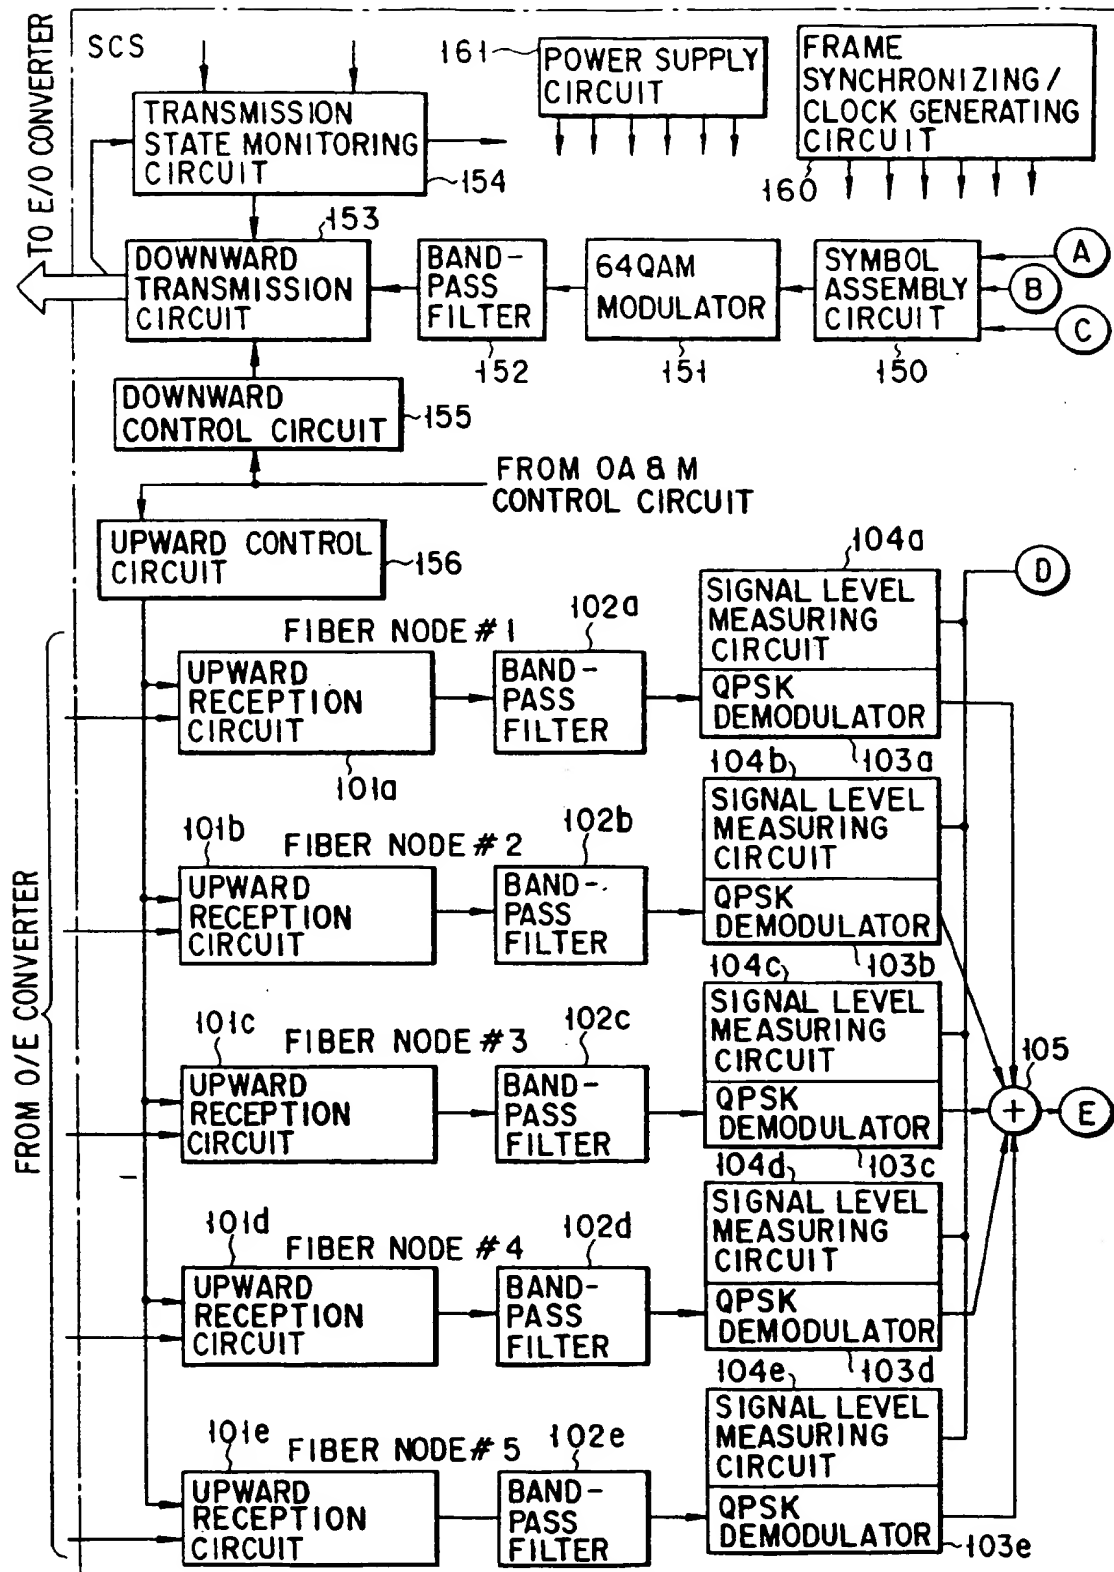 SCS
TO E/O CONVERTER
TRANSMISSION
STATE MONITORING
CIRCUIT
154
161
POWER SUPPLY
CIRCUIT
FRAME
SYNCHRONIZING/
CLOCK GENERATING
CIRCUIT
160
153
DOWNWARD
TRANSMISSION
CIRCUIT
BAND-
PASS
FILTER
152
64QAM
MODULATOR
151
SYMBOL
ASSEMBLY
CIRCUIT
150
A
B
C
DOWNWARD
CONTROL CIRCUIT
155
FROM OA & M
CONTROL CIRCUIT
UPWARD CONTROL
CIRCUIT
156
FROM O/E CONVERTER
FIBER NODE #1
UPWARD
RECEPTION
CIRCUIT
101a
102a
BAND-
PASS
FILTER
104a
SIGNAL LEVEL
MEASURING
CIRCUIT
QPSK
DEMODULATOR
103a
D
101b
FIBER NODE #2
UPWARD
RECEPTION
CIRCUIT
102b
BAND-
PASS
FILTER
104b
SIGNAL LEVEL
MEASURING
CIRCUIT
QPSK
DEMODULATOR
103b
101c
FIBER NODE #3
UPWARD
RECEPTION
CIRCUIT
102c
BAND-
PASS
FILTER
104c
SIGNAL LEVEL
MEASURING
CIRCUIT
QPSK
DEMODULATOR
103c
105
+
E
101d
FIBER NODE #4
UPWARD
RECEPTION
CIRCUIT
102d
BAND-
PASS
FILTER
104d
SIGNAL LEVEL
MEASURING
CIRCUIT
QPSK
DEMODULATOR
103d
101e
FIBER NODE #5
UPWARD
RECEPTION
CIRCUIT
102e
BAND-
PASS
FILTER
104e
SIGNAL LEVEL
MEASURING
CIRCUIT
QPSK
DEMODULATOR
103e